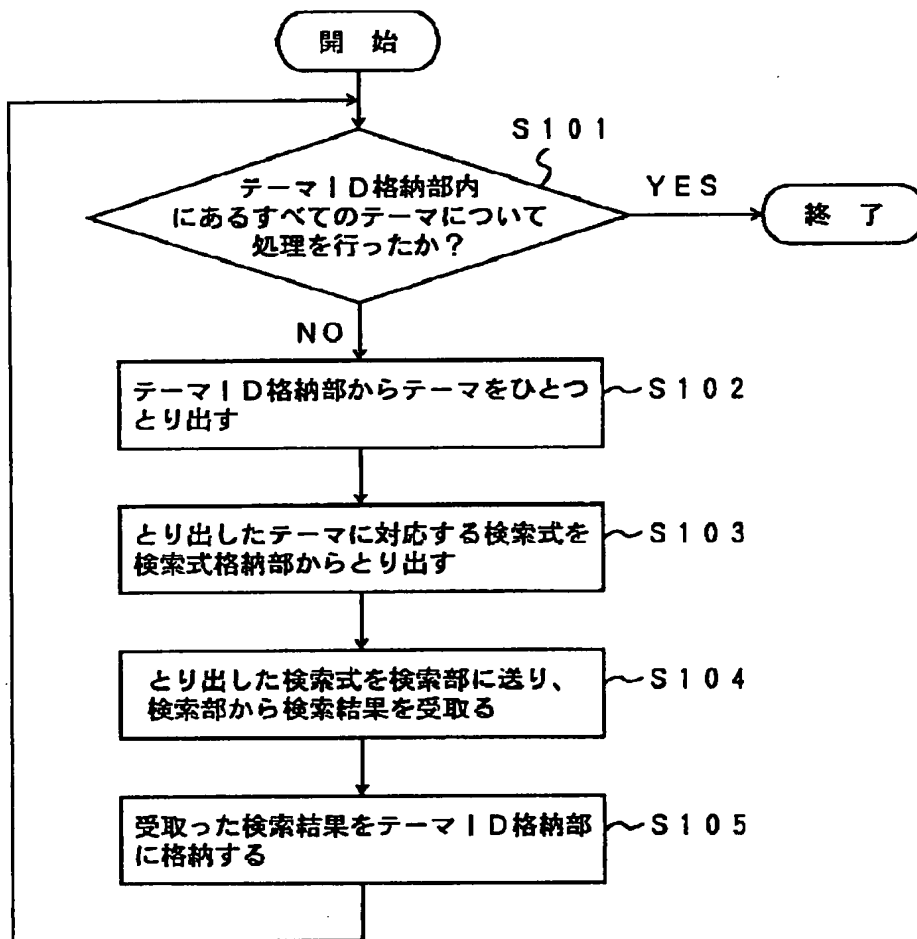 開 始
S101
テーマID格納部内
にあるすべてのテーマについて
処理を行ったか？
YES
終 了
NO
テーマID格納部からテーマをひとつ
とり出す
S102
とり出したテーマに対応する検索式を
検索式格納部からとり出す
S103
とり出した検索式を検索部に送り、
検索部から検索結果を受取る
S104
受取った検索結果をテーマID格納部
に格納する
S105